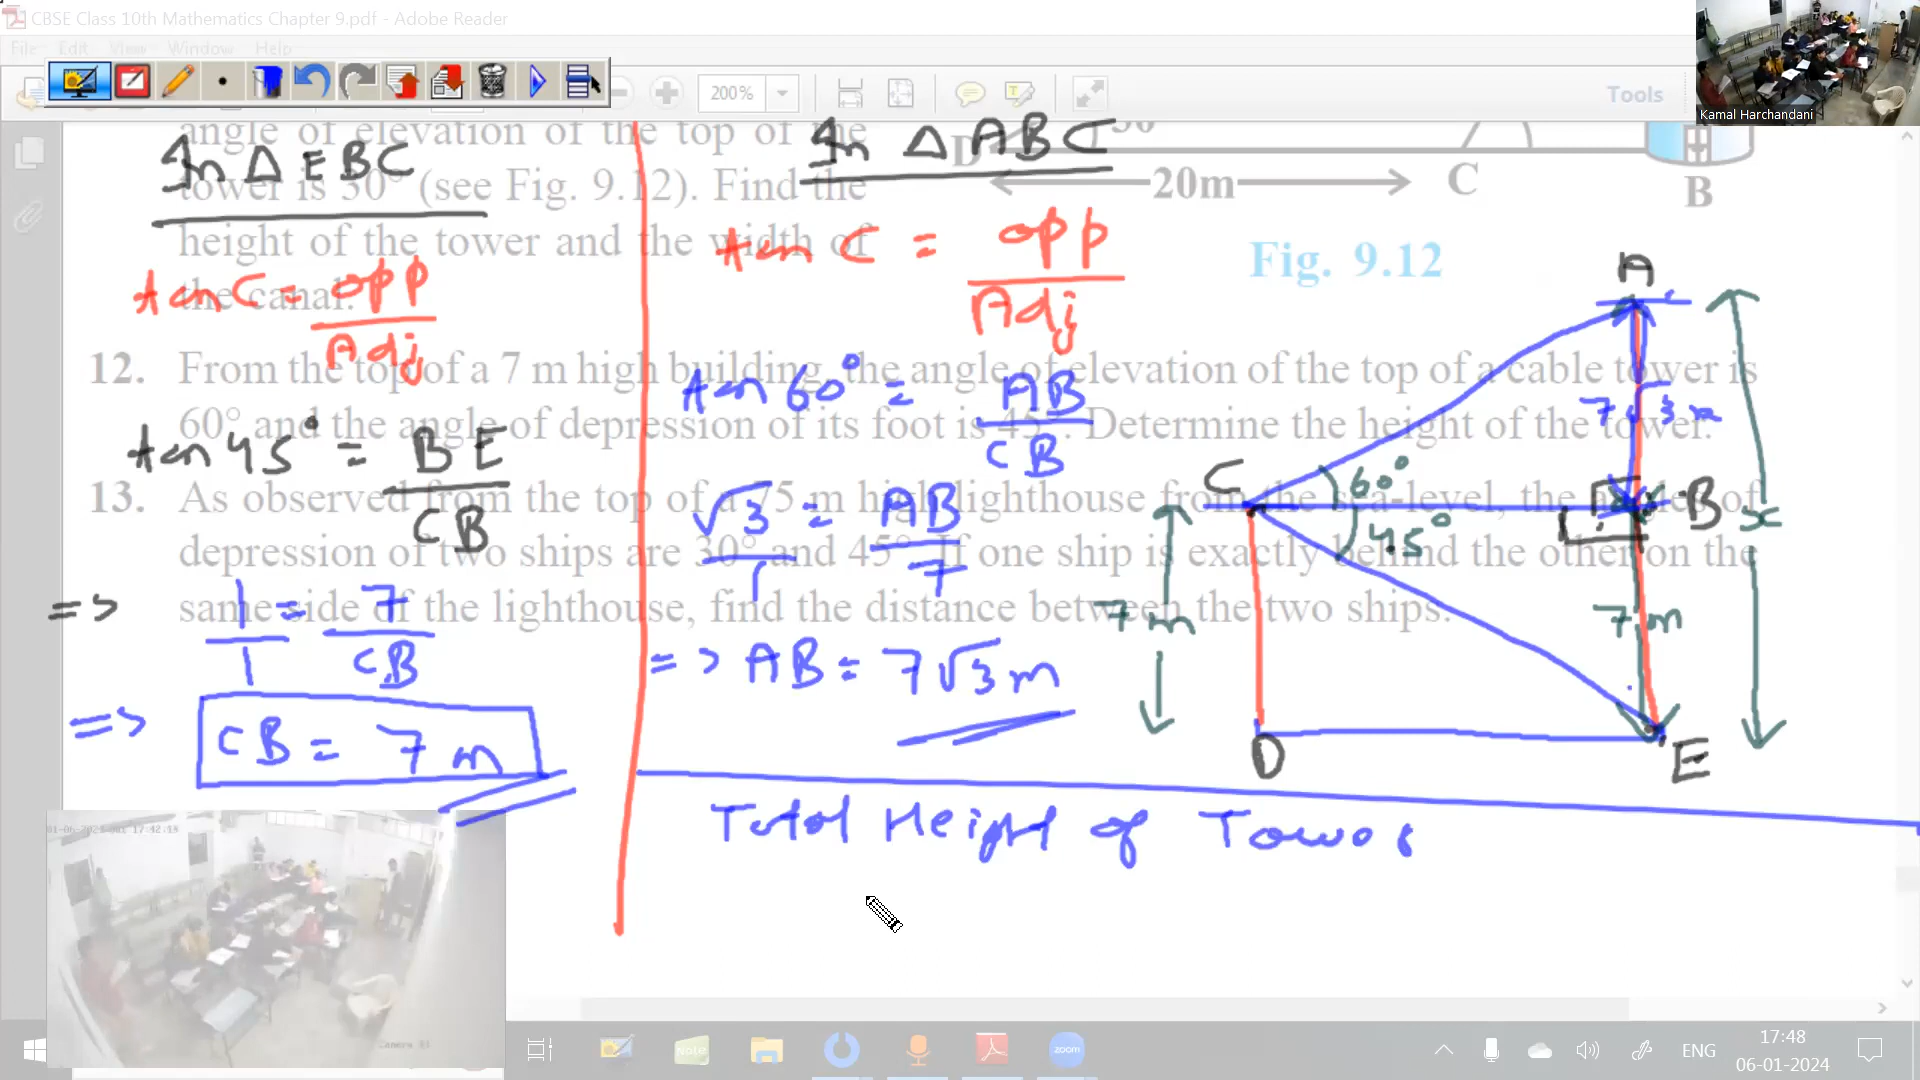 CBSE Class 10th Mathematics Chapter 9.pdf - Adobe Reader
File Edit View Window Help
200%
Tools
Kamal Harchandani
angle of elevation of the top of the
tower is 30° (see Fig. 9.12). Find the
height of the tower and the width of
the canal.
D
20m
C
B
Fig. 9.12
12. From the top of a 7 m high building, the angle of elevation of the top of a cable tower is
60° and the angle of depression of its foot is 45°. Determine the height of the tower.
13. As observed from the top of a 75 m high lighthouse from the sea-level, the angles of
depression of two ships are 30° and 45°. If one ship is exactly behind the other on the
same side of the lighthouse, find the distance between the two ships.
In Δ EBC
tan C = opp
Adj
tan 45° = BE
CB
=> 1/1 = 7/CB
=> CB = 7 m
In Δ ABC
tan C = opp
Adj
tan 60° = AB
CB
√3/1 = AB/7
=> AB = 7√3 m
Total Height of Tower
A
7√3 m
C
60°
B
45°
x
7 m
7 m
D
E
ENG
17:48
06-01-2024
zoom